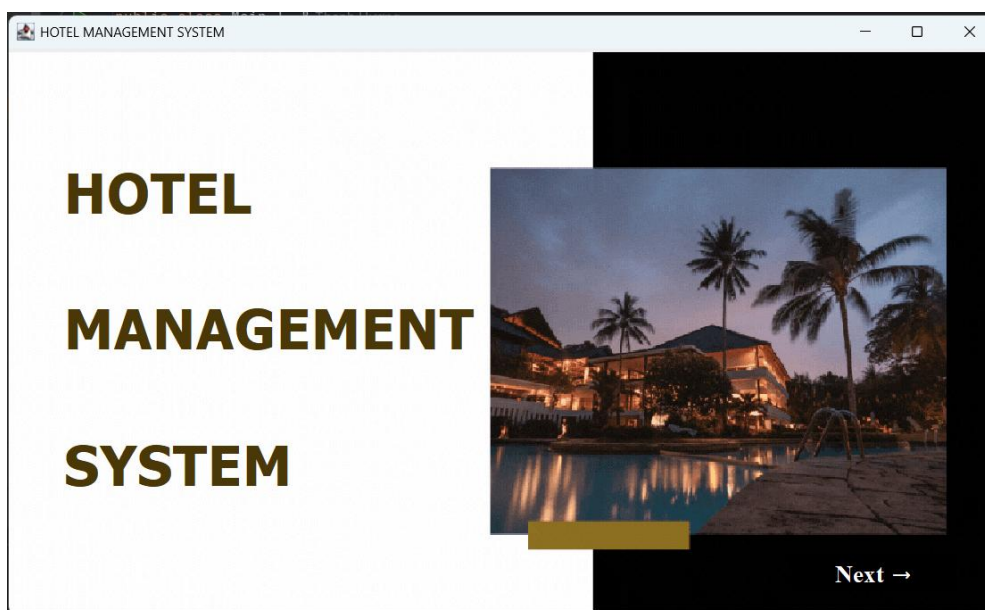 HOTEL MANAGEMENT SYSTEM
HOTEL
MANAGEMENT
SYSTEM
Next →